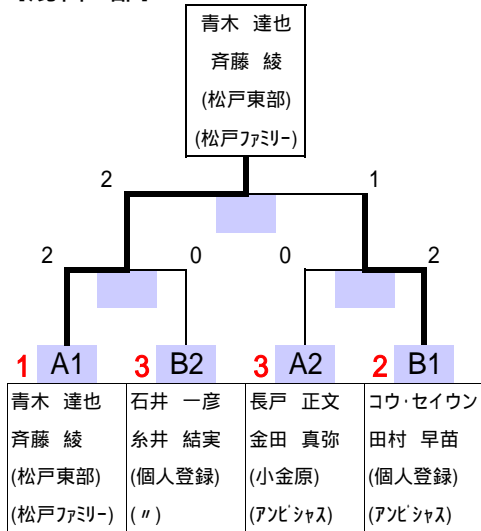 青木 達也
斉藤 綾
(松戸東部)
(松戸ﾌｧﾐﾘｰ)
2 1
2 0 0 2
1 A1 3 B2 3 A2 2 B1
青木 達也 石井 一彦 長戸 正文 コウ・セイウン
斉藤 綾 糸井 結実 金田 真弥 田村 早苗
(松戸東部) (個人登録) (小金原) (個人登録)
(松戸ﾌｧﾐﾘｰ) (〃) (ｱﾝﾋﾞｼｬｽ) (ｱﾝﾋﾞｼｬｽ)